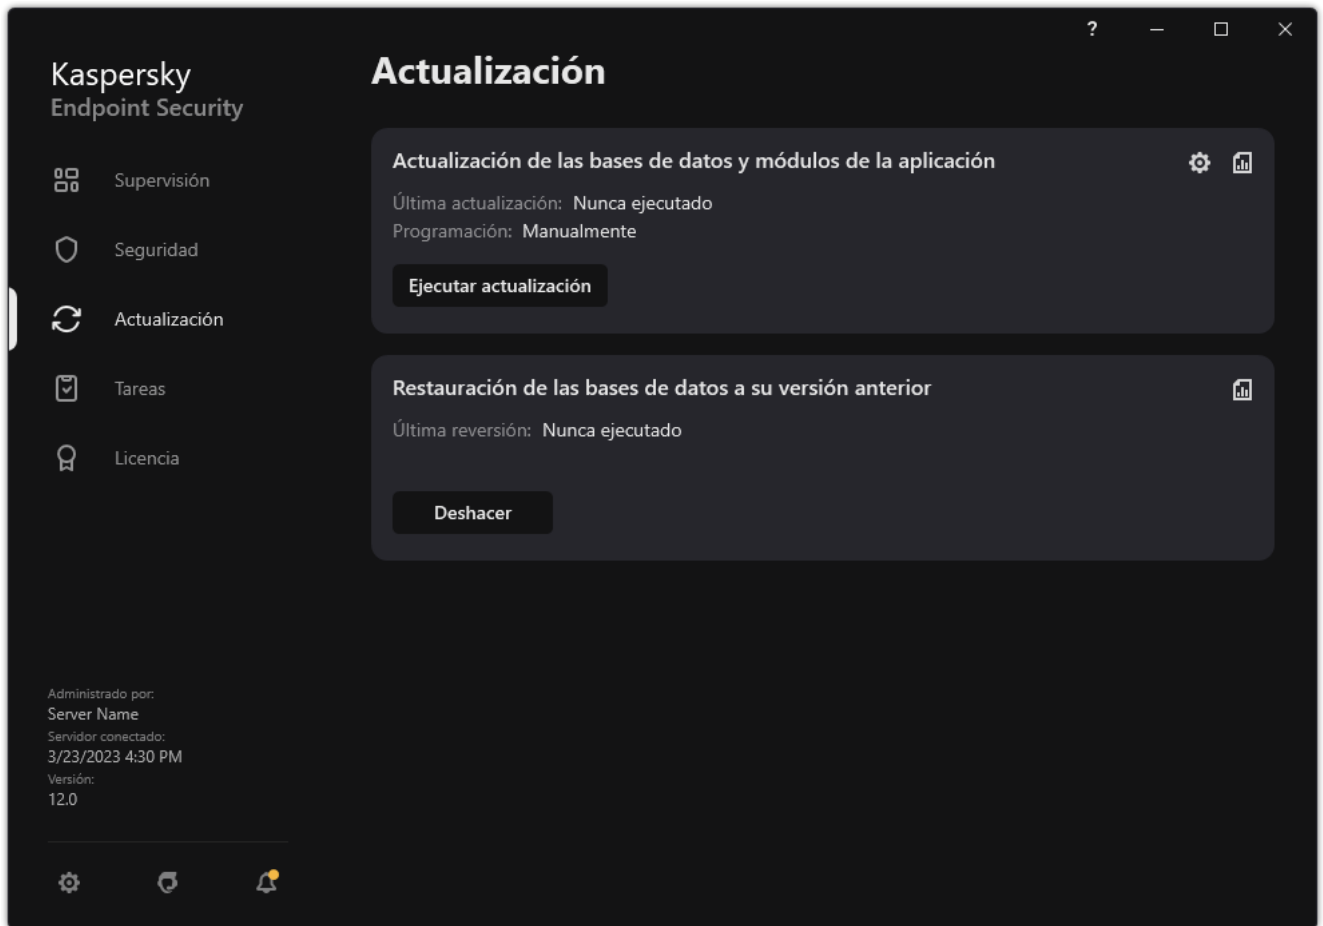 ?
Kaspersky
Endpoint Security
Supervisión
Seguridad
Actualización
Tareas
Licencia
Administrado por:
Server Name
Servidor conectado:
3/23/2023 4:30 PM
Versión:
12.0
Actualización
Actualización de las bases de datos y módulos de la aplicación
Última actualización: Nunca ejecutado
Programación: Manualmente
Ejecutar actualización
Restauración de las bases de datos a su versión anterior
Última reversión: Nunca ejecutado
Deshacer